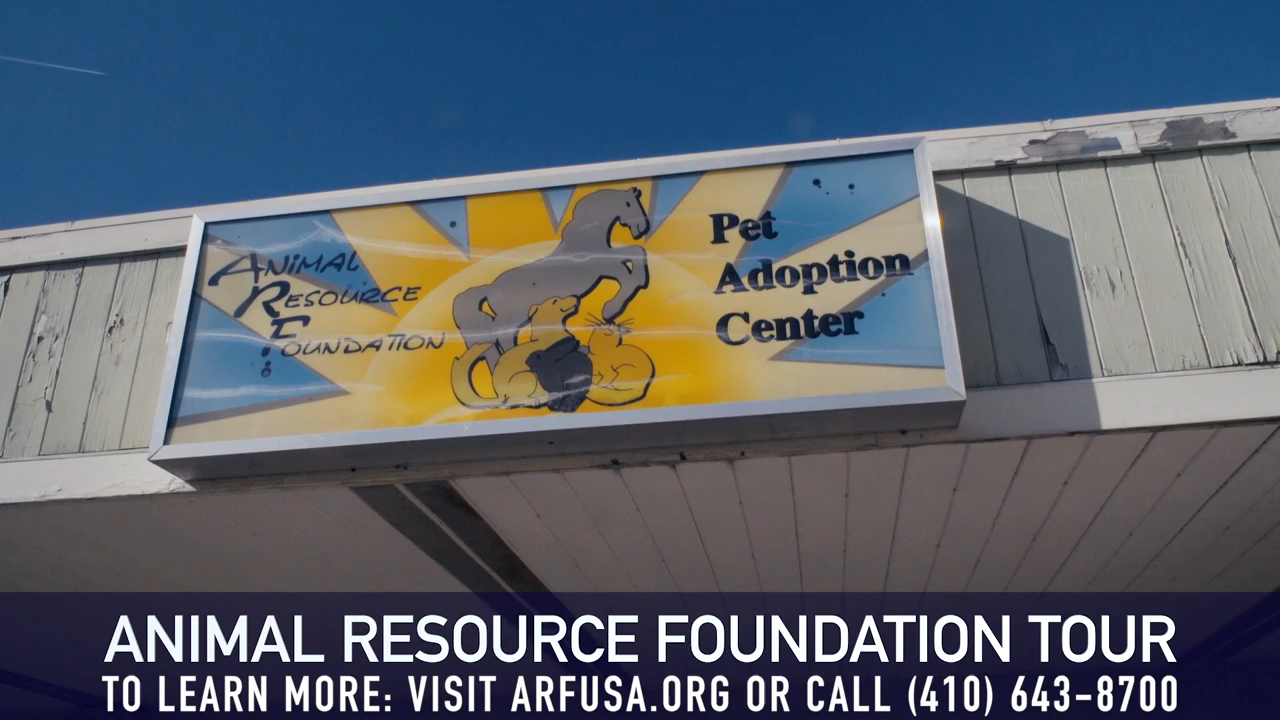 Animal
Resource
Foundation
Pet
Adoption
Center
ANIMAL RESOURCE FOUNDATION TOUR
TO LEARN MORE: VISIT ARFUSA.ORG OR CALL (410) 643-8700